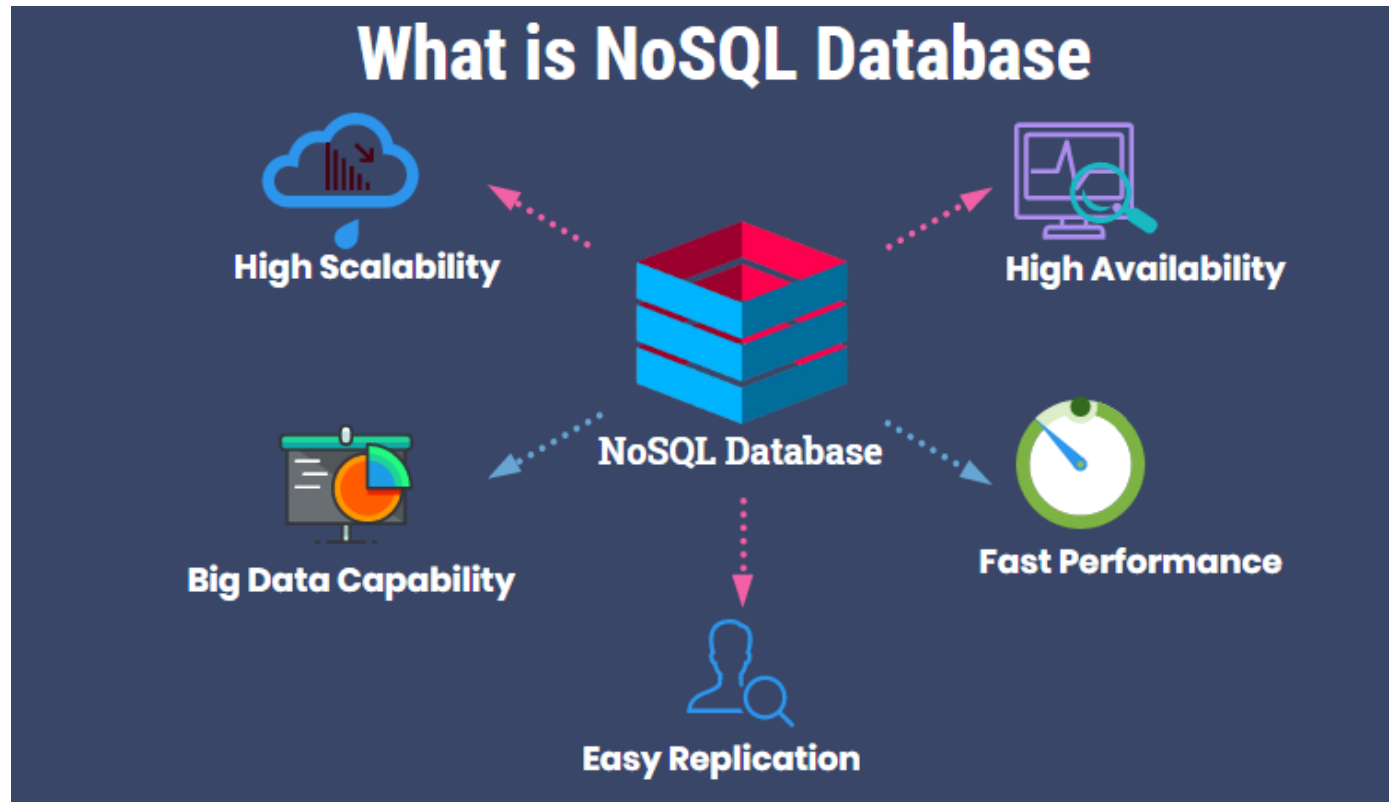 What is NoSQL Database
High Scalability
High Availability
NoSQL Database
Big Data Capability
Fast Performance
Easy Replication